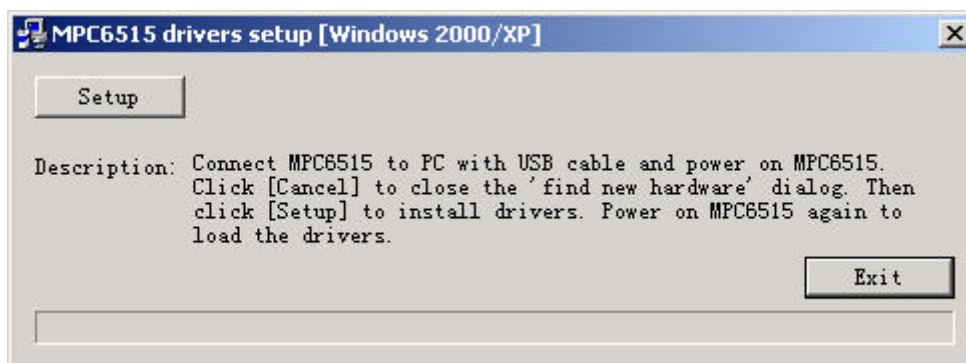 MPC6515 drivers setup [Windows 2000/XP]
Setup
Description: Connect MPC6515 to PC with USB cable and power on MPC6515.
Click [Cancel] to close the 'find new hardware' dialog. Then
click [Setup] to install drivers. Power on MPC6515 again to
load the drivers.
Exit